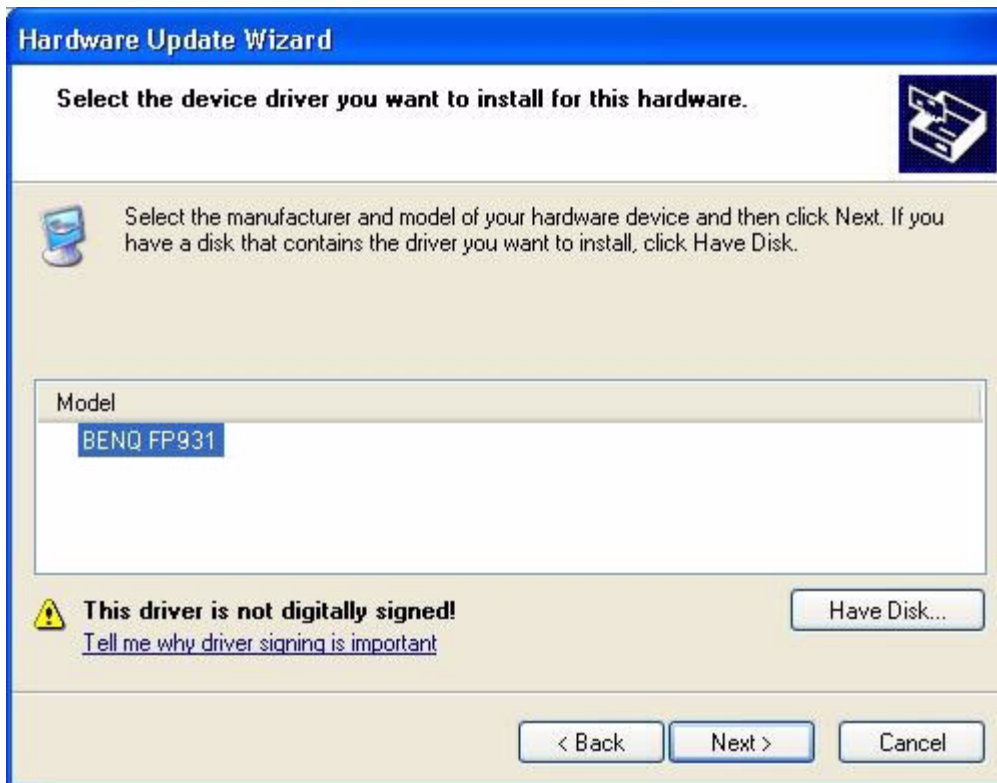 Hardware Update Wizard
Select the device driver you want to install for this hardware.
Select the manufacturer and model of your hardware device and then click Next. If you
have a disk that contains the driver you want to install, click Have Disk.
Model
BENQ FP931
This driver is not digitally signed!
Have Disk...
Tell me why driver signing is important
< Back
Next >
Cancel